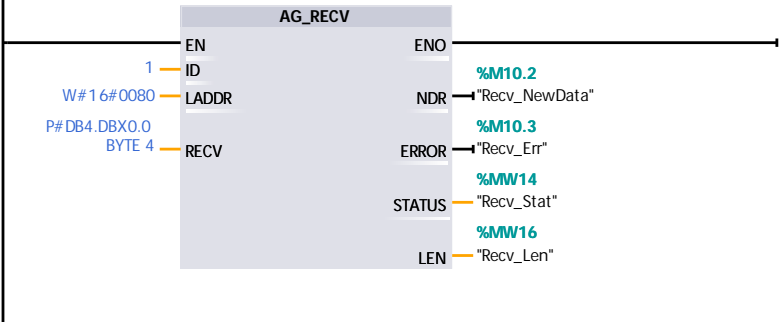 AG_RECV
EN ENO
1 ID
%M10.2
W#16#0080 LADDR NDR "Recv_NewData"
P#DB4.DBX0.0 %M10.3
BYTE 4 RECV ERROR "Recv_Err"
%MW14
STATUS "Recv_Stat"
%MW16
LEN "Recv_Len"